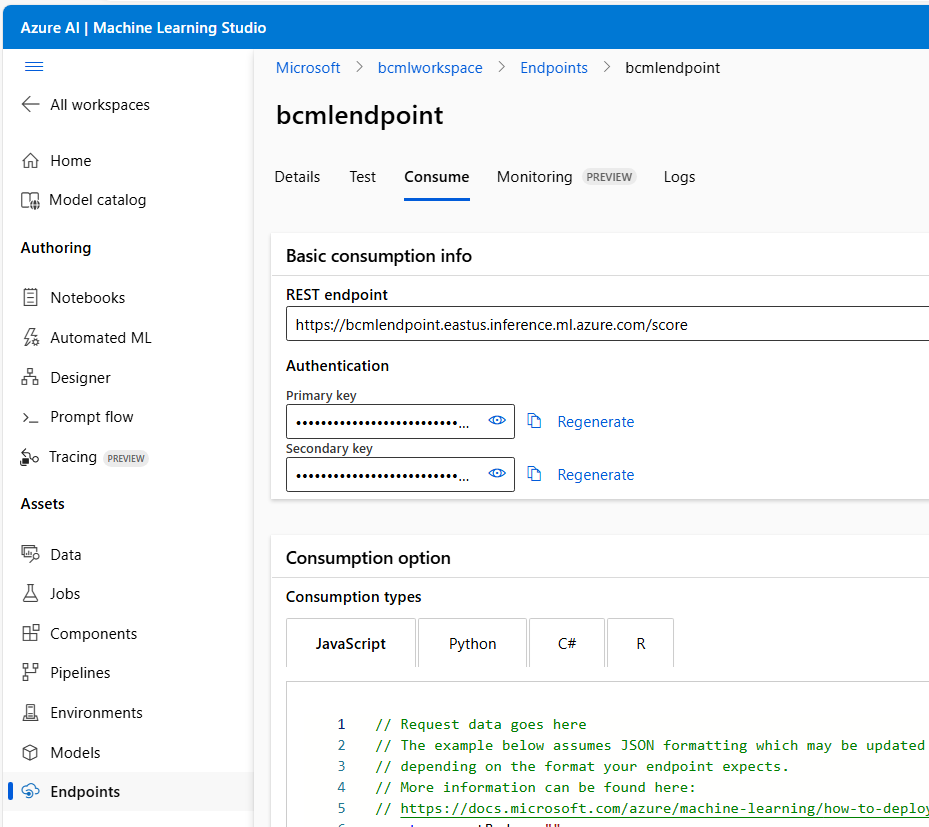 Azure AI | Machine Learning Studio
Microsoft > bcmlworkspace > Endpoints > bcmlendpoint
All workspaces
Home
Model catalog
Authoring
Notebooks
Automated ML
Designer
Prompt flow
Tracing PREVIEW
Assets
Data
Jobs
Components
Pipelines
Environments
Models
Endpoints
bcmlendpoint
Details Test Consume Monitoring PREVIEW Logs
Basic consumption info
REST endpoint
https://bcmlendpoint.eastus.inference.ml.azure.com/score
Authentication
Primary key
••••••••••••••••••••••••••... Regenerate
Secondary key
••••••••••••••••••••••••••... Regenerate
Consumption option
Consumption types
JavaScript Python C# R
1 // Request data goes here
2 // The example below assumes JSON formatting which may be updated
3 // depending on the format your endpoint expects.
4 // More information can be found here:
5 // https://docs.microsoft.com/azure/machine-learning/how-to-deploy